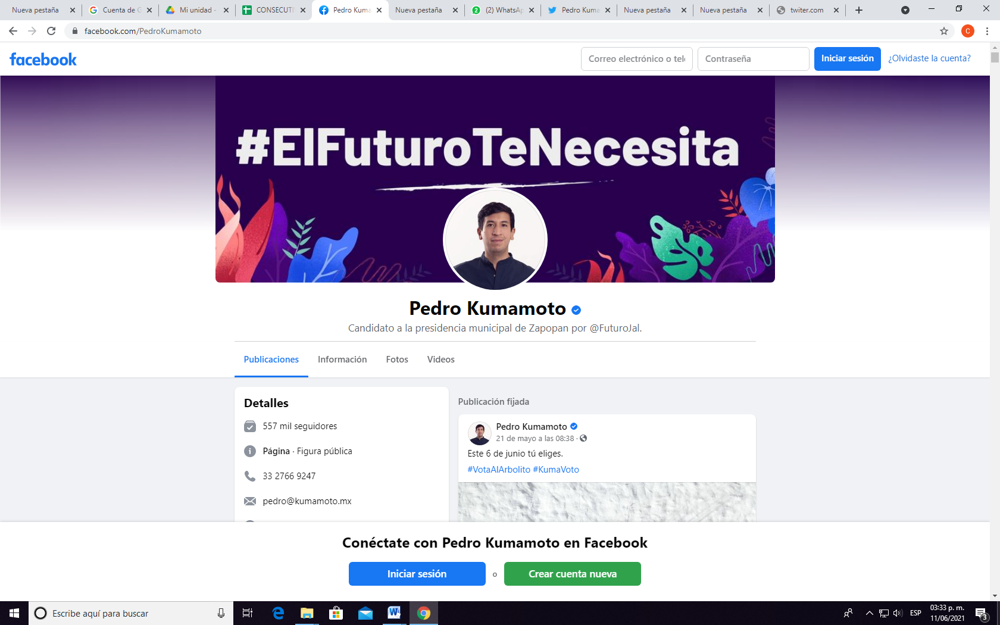 Nueva pestaña
Cuenta de G
Mi unidad -
CONSECUTI
Pedro Kuma
Nueva pestaña
(2) WhatsAp
Pedro Kuma
Nueva pestaña
Nueva pestaña
twiter.com
facebook.com/PedroKumamoto
C
facebook
Correo electrónico o tele
Contraseña
Iniciar sesión
¿Olvidaste la cuenta?
#ElFuturoTeNecesita
Pedro Kumamoto
Candidato a la presidencia municipal de Zapopan por @FuturoJal.
Publicaciones
Información
Fotos
Videos
Detalles
557 mil seguidores
Página · Figura pública
33 2766 9247
pedro@kumamoto.mx
Publicación fijada
Pedro Kumamoto
21 de mayo a las 08:38 ·
Este 6 de junio tú eliges.
#VotaAlArbolito #KumaVoto
Conéctate con Pedro Kumamoto en Facebook
Iniciar sesión
o
Crear cuenta nueva
Escribe aquí para buscar
ESP
03:33 p. m.
11/06/2021
3